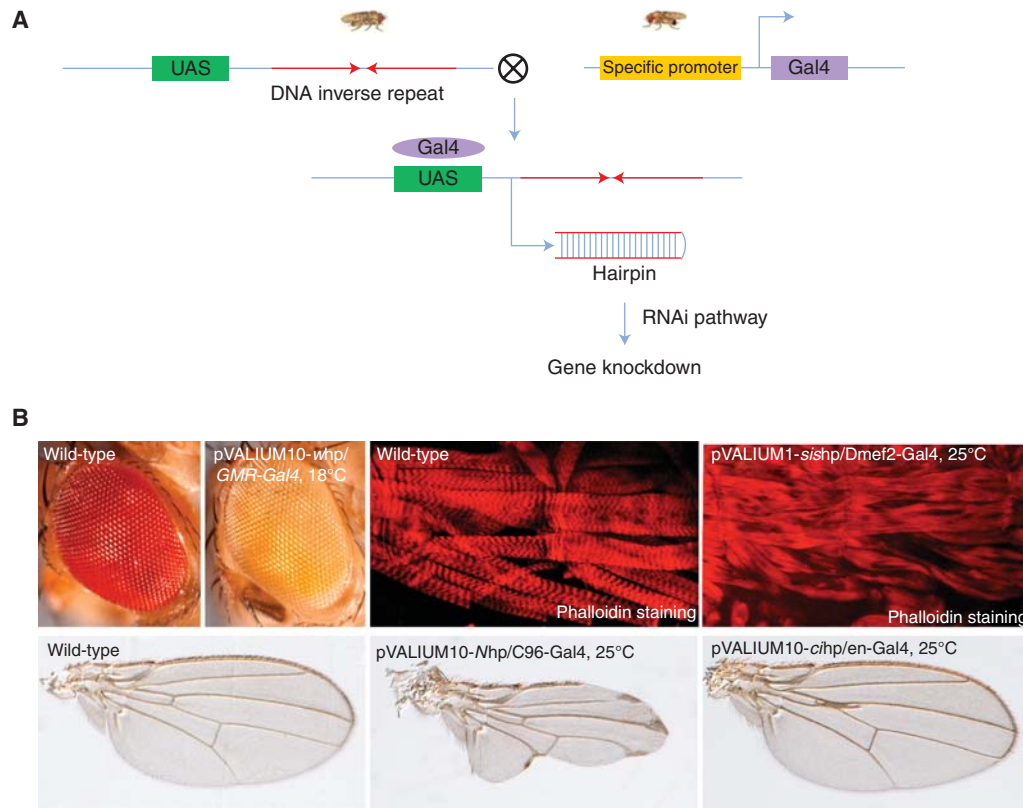 A
UAS
DNA inverse repeat
Specific promoter
Gal4
Gal4
UAS
Hairpin
RNAi pathway
Gene knockdown
B
Wild-type
pVALIUM10-whp/
GMR-Gal4, 18°C
Wild-type
Phalloidin staining
pVALIUM1-sishp/Dmef2-Gal4, 25°C
Phalloidin staining
Wild-type
pVALIUM10-Nhp/C96-Gal4, 25°C
pVALIUM10-cihp/en-Gal4, 25°C